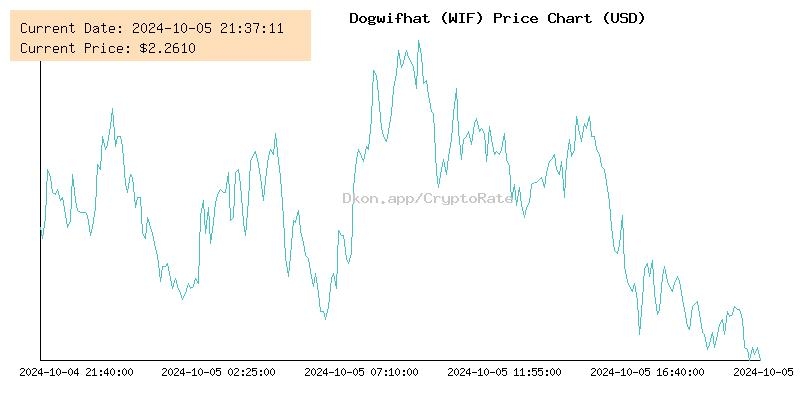 Dogwifhat (WIF) Price Chart (USD)
Current Date: 2024-10-05 21:37:11
Current Price: $2.2610
Dkon.app/CryptoRate
2024-10-04 21:40:00 2024-10-05 02:25:00 2024-10-05 07:10:00 2024-10-05 11:55:00 2024-10-05 16:40:00 2024-10-05